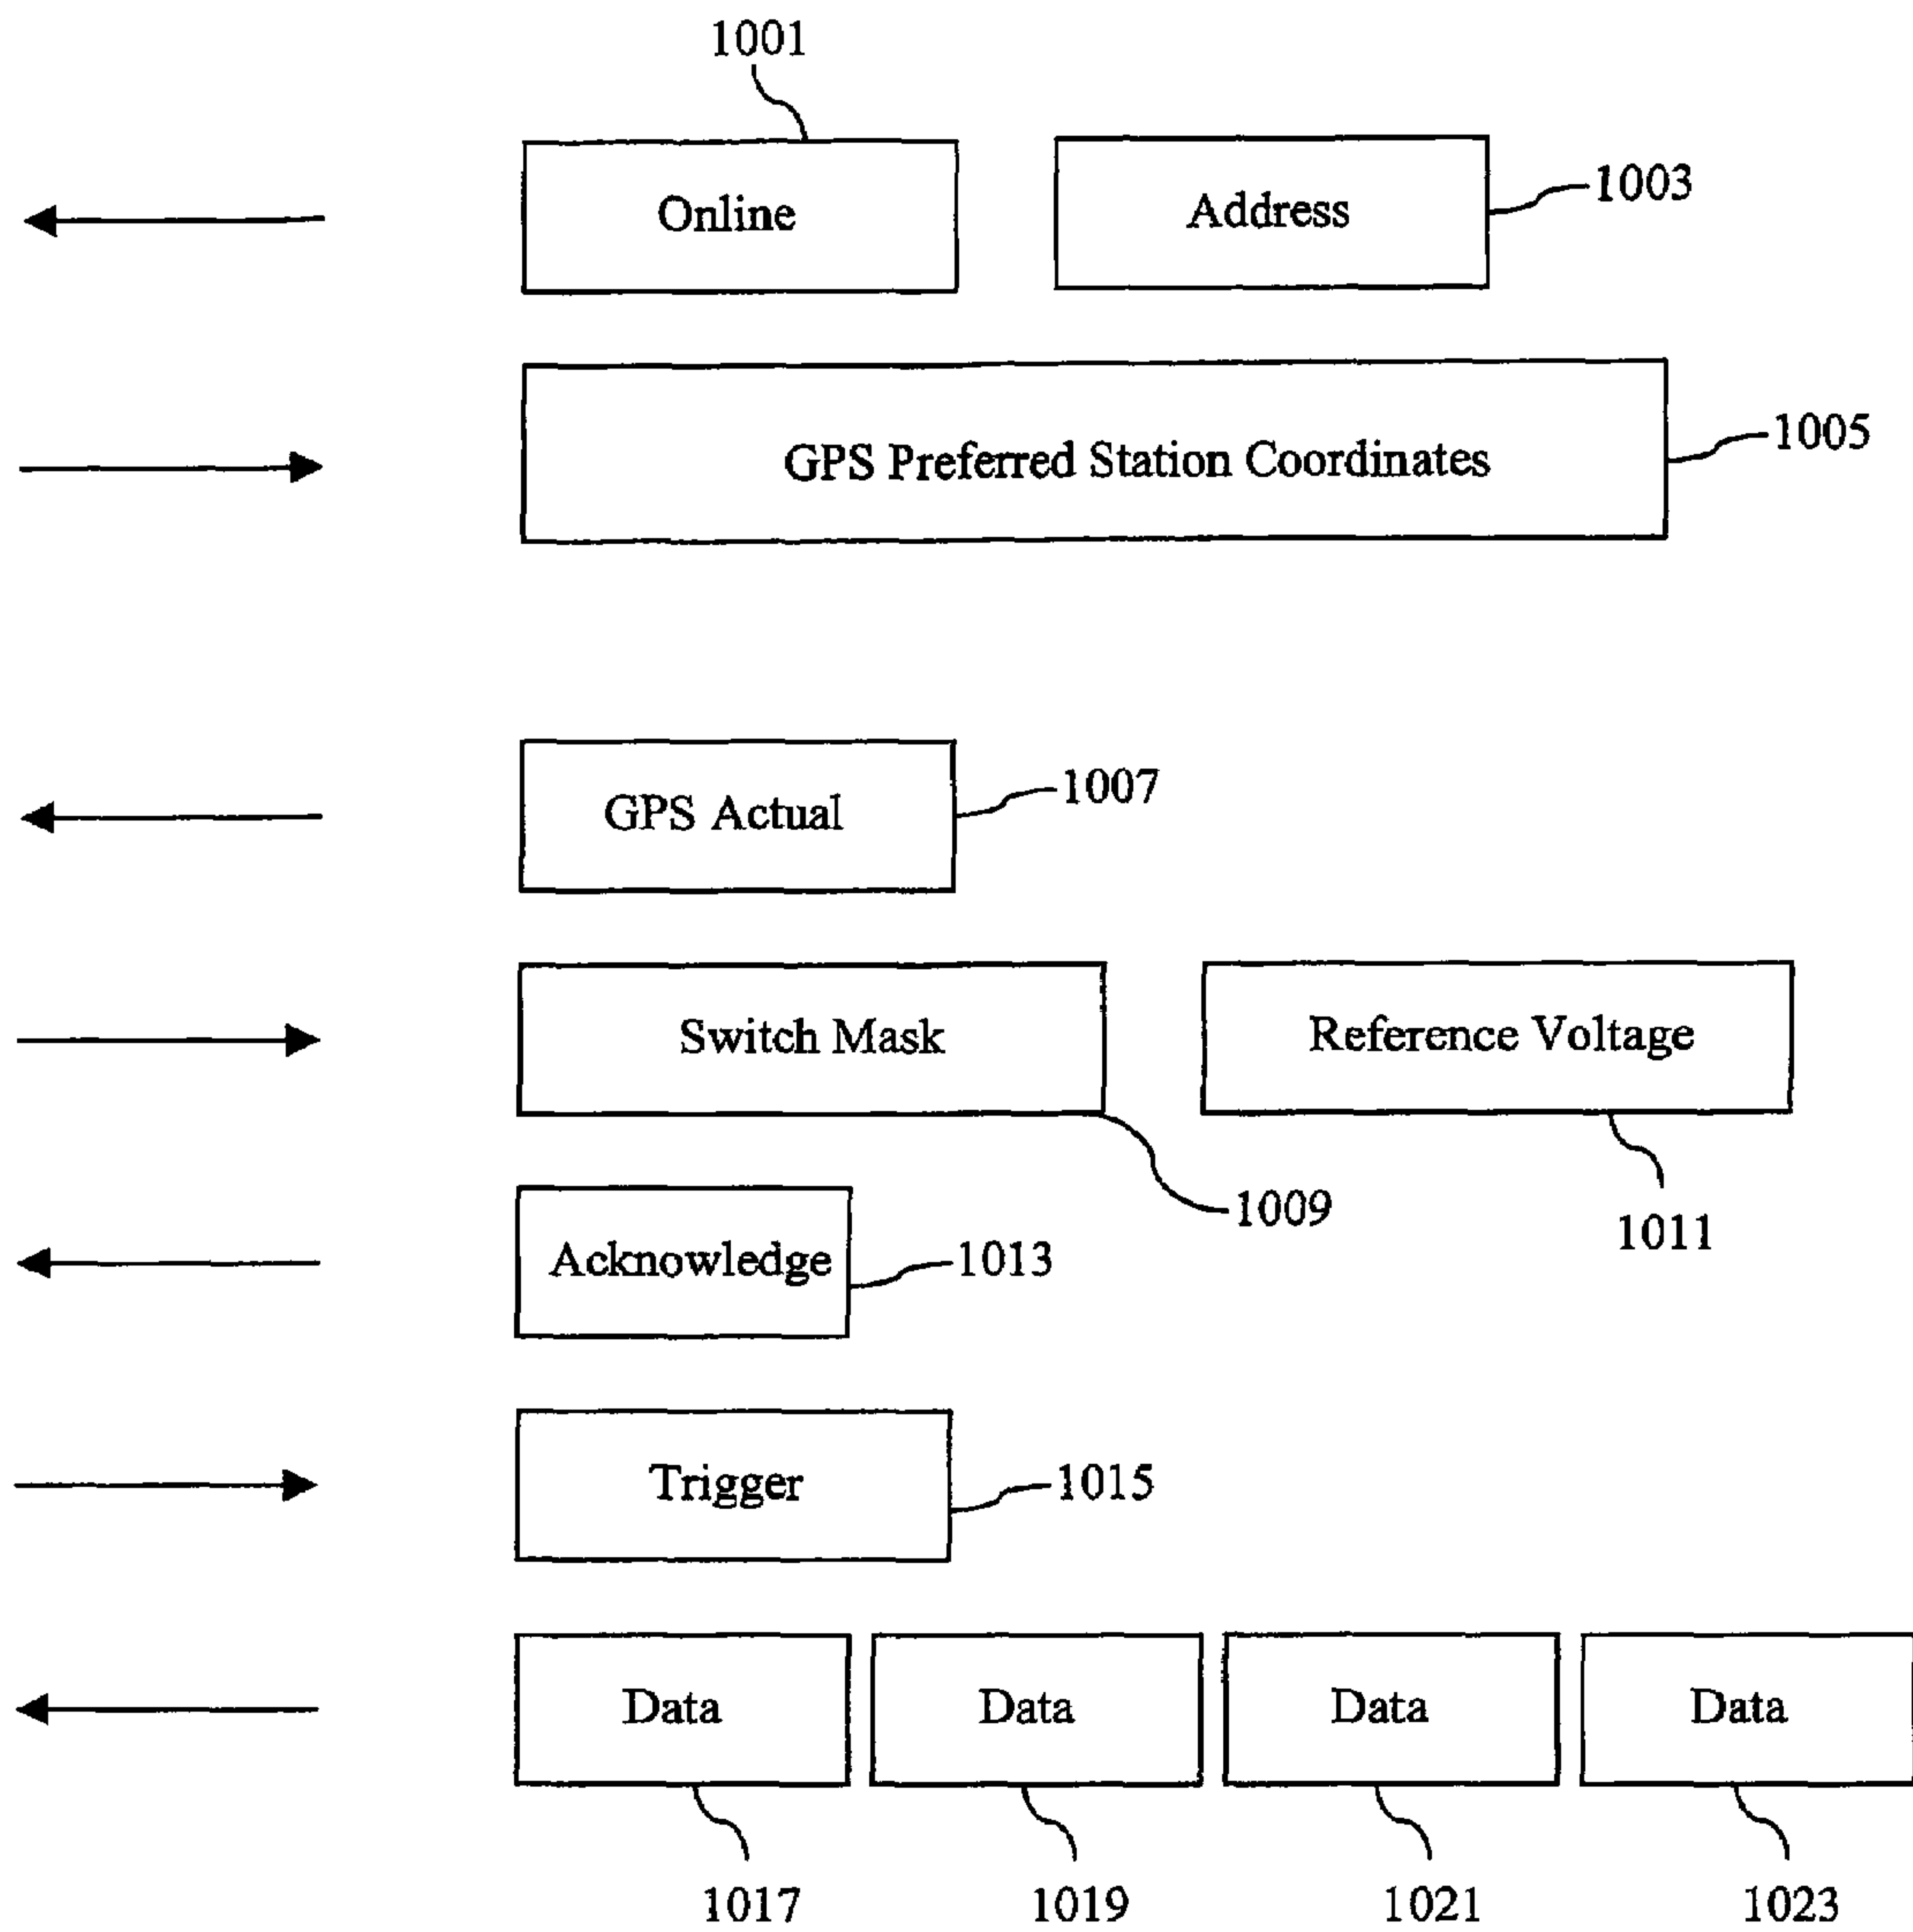 1001
Online
Address
1003
GPS Preferred Station Coordinates
1005
GPS Actual
1007
Switch Mask
Reference Voltage
1009
1011
Acknowledge
1013
Trigger
1015
Data
Data
Data
Data
1017
1019
1021
1023